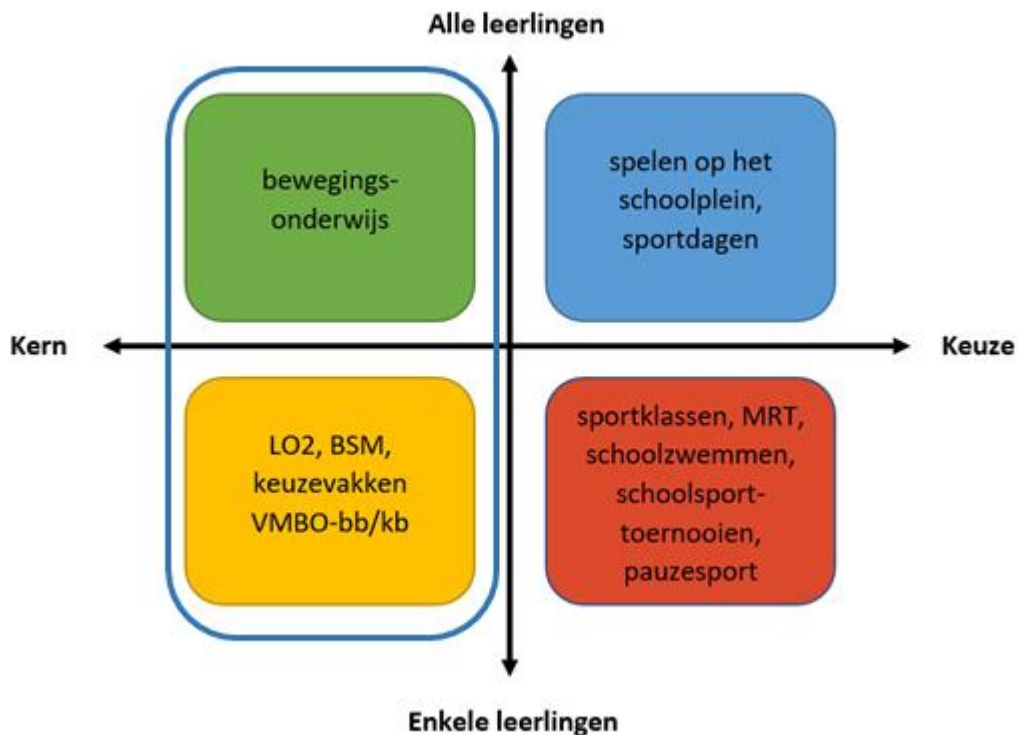 Alle leerlingen
bewegings-
onderwijs
spelen op het
schoolplein,
sportdagen
Kern
Keuze
LO2, BSM,
keuzevakken
VMBO-bb/kb
sportklassen, MRT,
schoolzwemmen,
schoolsport-
toernooien,
pauzesport
Enkele leerlingen